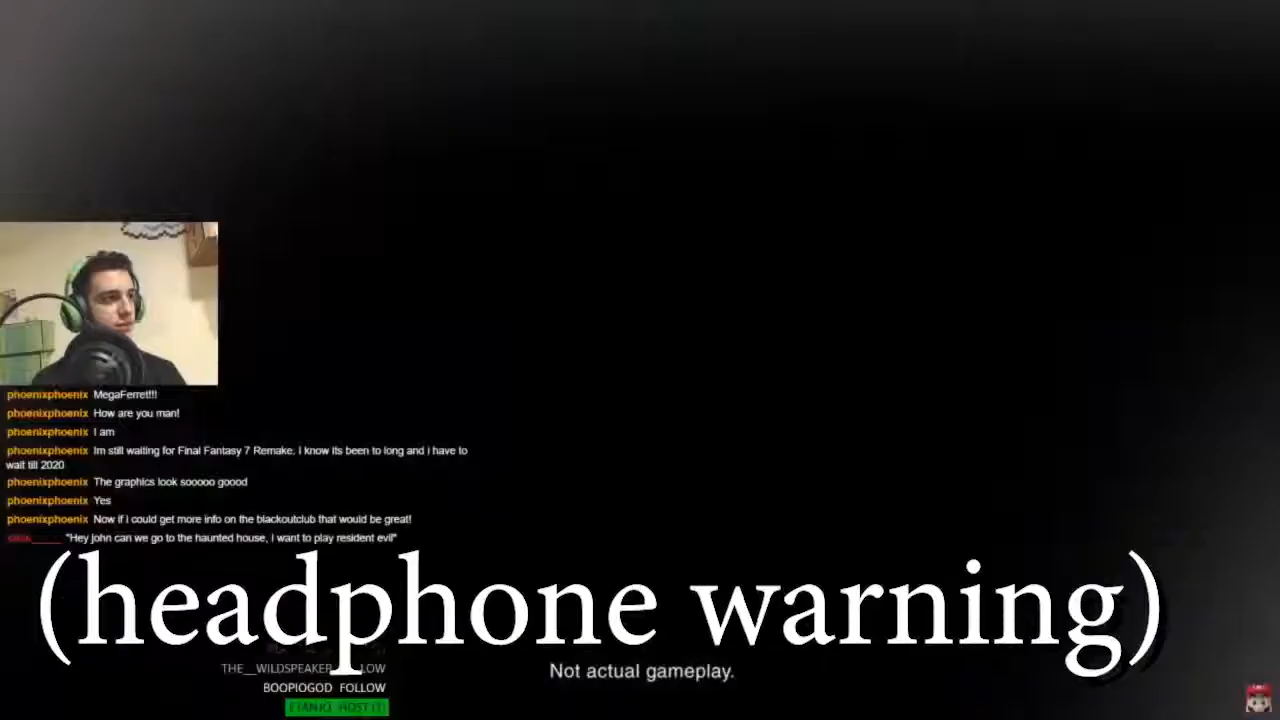 phoenixphoenix MegaFerret!!!
phoenixphoenix How are you man!
phoenixphoenix I am
phoenixphoenix Im still waiting for Final Fantasy 7 Remake. I know its been to long and i have to
wait till 2020
phoenixphoenix The graphics look sooooo goood
phoenixphoenix Yes
phoenixphoenix Now if i could get more info on the blackoutclub that would be great!
"Hey john can we go to the haunted house, I want to play resident evil"
(headphone warning)
THE__WILDSPEAKER
Not actual gameplay.
BOOPIOGOD FOLLOW
HOST